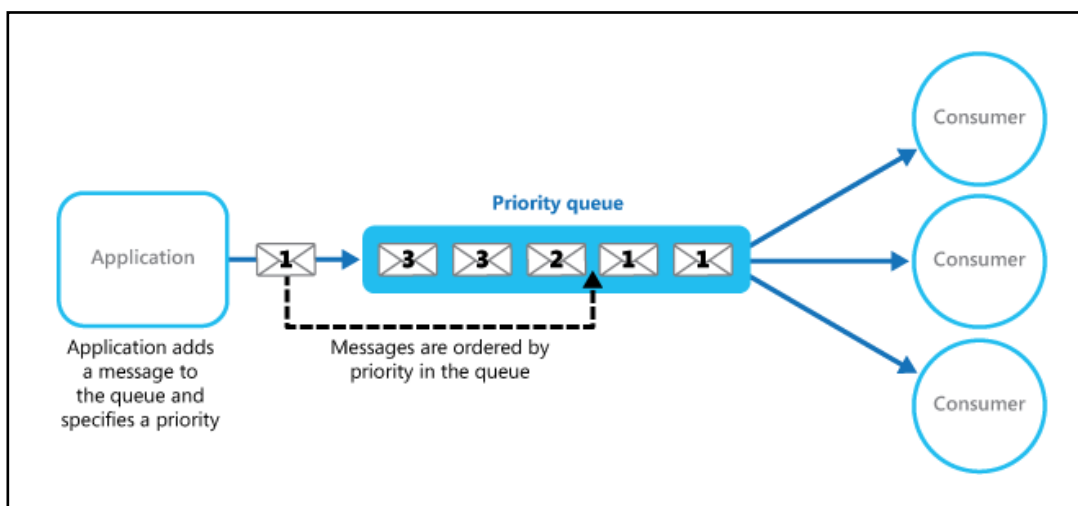 Consumer
Priority queue
Application
1
3 3 2 1 1
Consumer
Application adds
a message to
the queue and
specifies a priority
Messages are ordered by
priority in the queue
Consumer